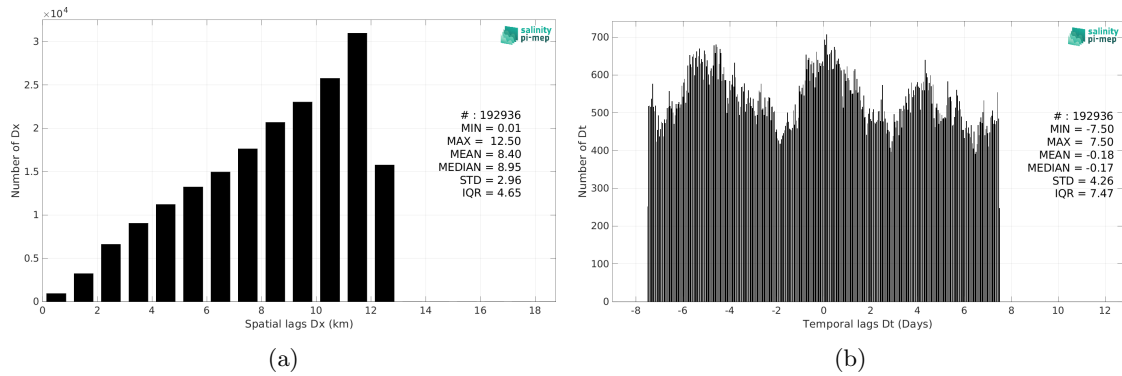 ×10⁴
3
2.5
2
1.5
1
0.5
0
Number of Dx
0 2 4 6 8 10 12 14 16 18
Spatial lags Dx (km)
salinity
pi-mep
# : 192936
MIN = 0.01
MAX = 12.50
MEAN = 8.40
MEDIAN = 8.95
STD = 2.96
IQR = 4.65
(a)
700
600
500
400
300
200
100
0
Number of Dt
-8 -6 -4 -2 0 2 4 6 8 10 12
Temporal lags Dt (Days)
salinity
pi-mep
# : 192936
MIN = -7.50
MAX = 7.50
MEAN = -0.18
MEDIAN = -0.17
STD = 4.26
IQR = 7.47
(b)